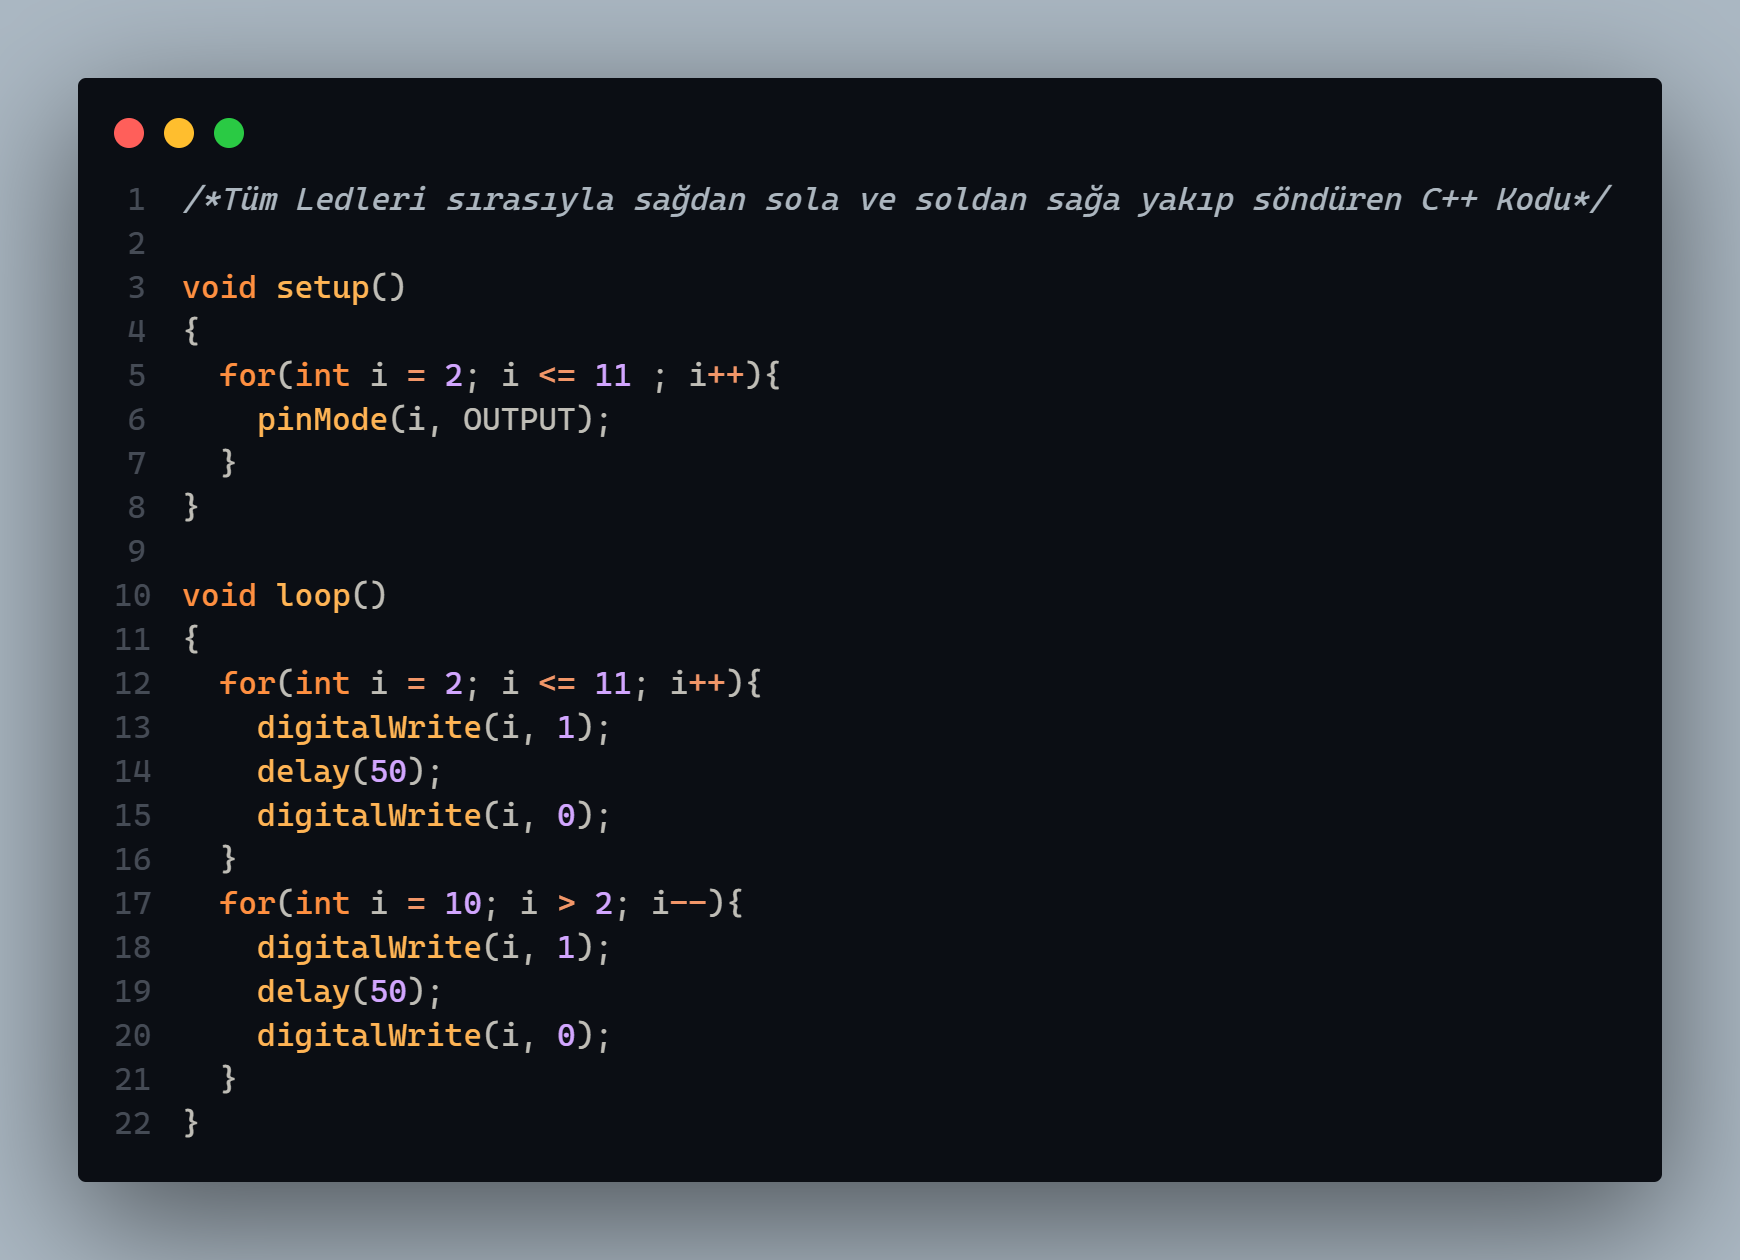 1 /*Tüm Ledleri sırasıyla sağdan sola ve soldan sağa yakıp söndüren C++ Kodu*/
2
3 void setup()
4 {
5   for(int i = 2; i <= 11 ; i++){
6     pinMode(i, OUTPUT);
7   }
8 }
9
10 void loop()
11 {
12   for(int i = 2; i <= 11; i++){
13     digitalWrite(i, 1);
14     delay(50);
15     digitalWrite(i, 0);
16   }
17   for(int i = 10; i > 2; i--){
18     digitalWrite(i, 1);
19     delay(50);
20     digitalWrite(i, 0);
21   }
22 }